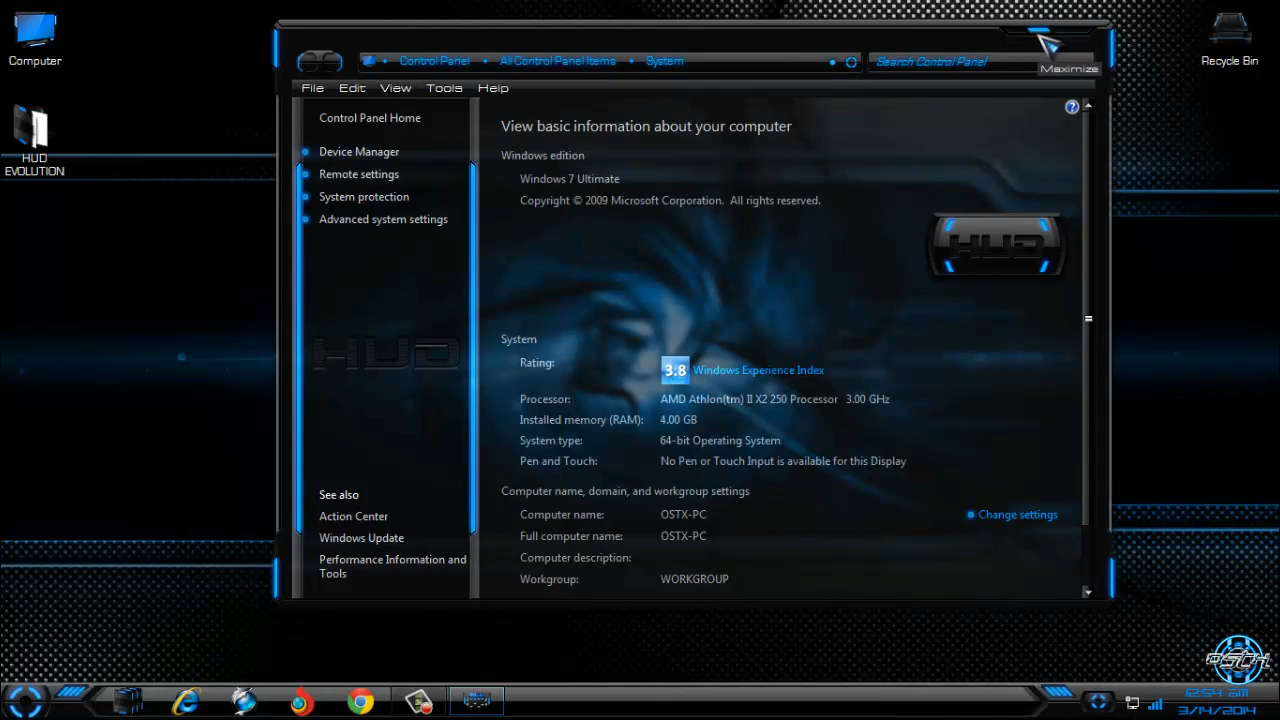 Computer
Recycle Bin
HUD
EVOLUTION
Control Panel
All Control Panel Items
System
Search Control Panel
Maximize
File
Edit
View
Tools
Help
Control Panel Home
Device Manager
Remote settings
System protection
Advanced system settings
HUD
See also
Action Center
Windows Update
Performance Information and
Tools
View basic information about your computer
Windows edition
Windows 7 Ultimate
Copyright © 2009 Microsoft Corporation. All rights reserved.
HUD
System
Rating:
3.8 Windows Experience Index
Processor: AMD Athlon(tm) II X2 250 Processor 3.00 GHz
Installed memory (RAM): 4.00 GB
System type: 64-bit Operating System
Pen and Touch: No Pen or Touch Input is available for this Display
Computer name, domain, and workgroup settings
Computer name: OSTX-PC
Change settings
Full computer name: OSTX-PC
Computer description:
Workgroup: WORKGROUP
12:54 AM
3/14/2014